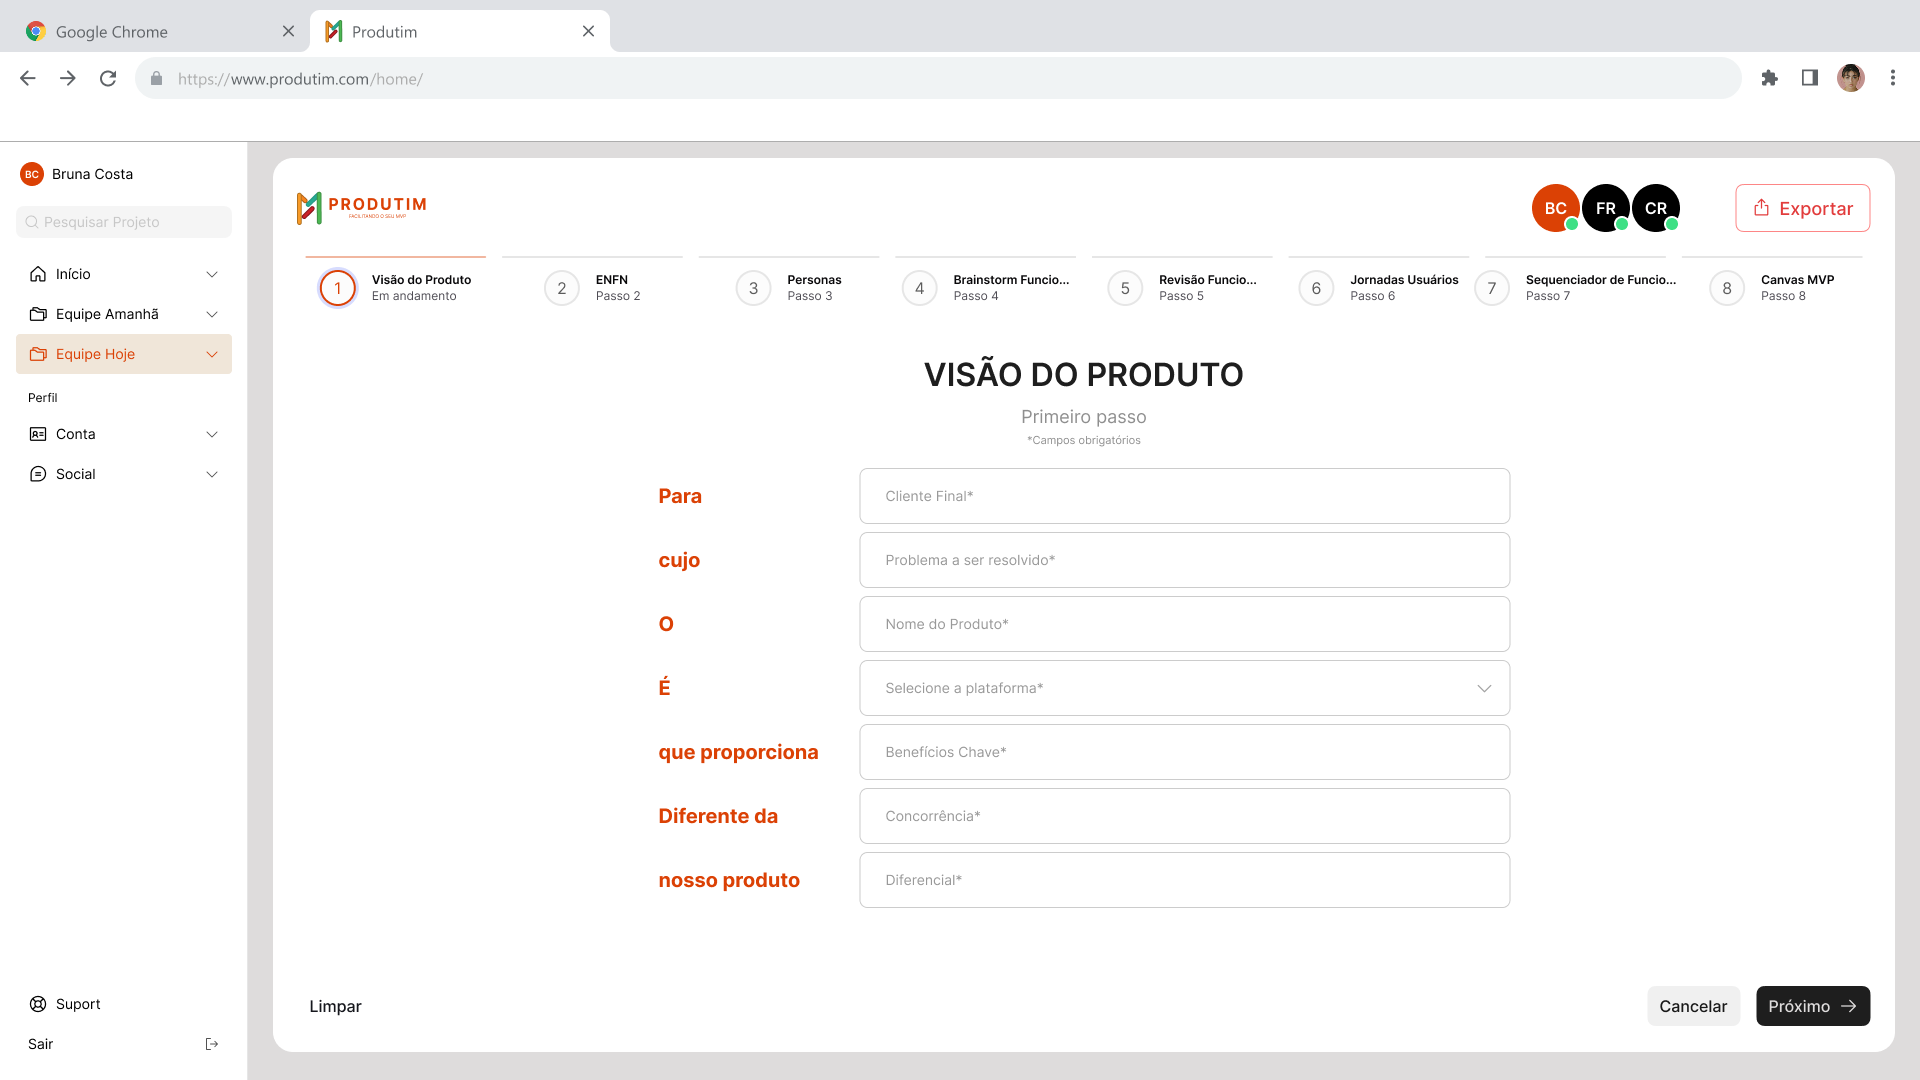 Google Chrome
Produtim
https://www.produtim.com/home/
BC Bruna Costa
Pesquisar Projeto
Início
Equipe Amanhã
Equipe Hoje
Perfil
Conta
Social
Suport
Sair
PRODUTIM
FACILITANDO O SEU MVP
BC
FR
CR
Exportar
1
Visão do Produto
Em andamento
2
ENFN
Passo 2
3
Personas
Passo 3
4
Brainstorm Funcio...
Passo 4
5
Revisão Funcio...
Passo 5
6
Jornadas Usuários
Passo 6
7
Sequenciador de Funcio...
Passo 7
8
Canvas MVP
Passo 8
VISÃO DO PRODUTO
Primeiro passo
*Campos obrigatórios
Para
Cliente Final*
cujo
Problema a ser resolvido*
O
Nome do Produto*
É
Selecione a plataforma*
que proporciona
Benefícios Chave*
Diferente da
Concorrência*
nosso produto
Diferencial*
Limpar
Cancelar
Próximo